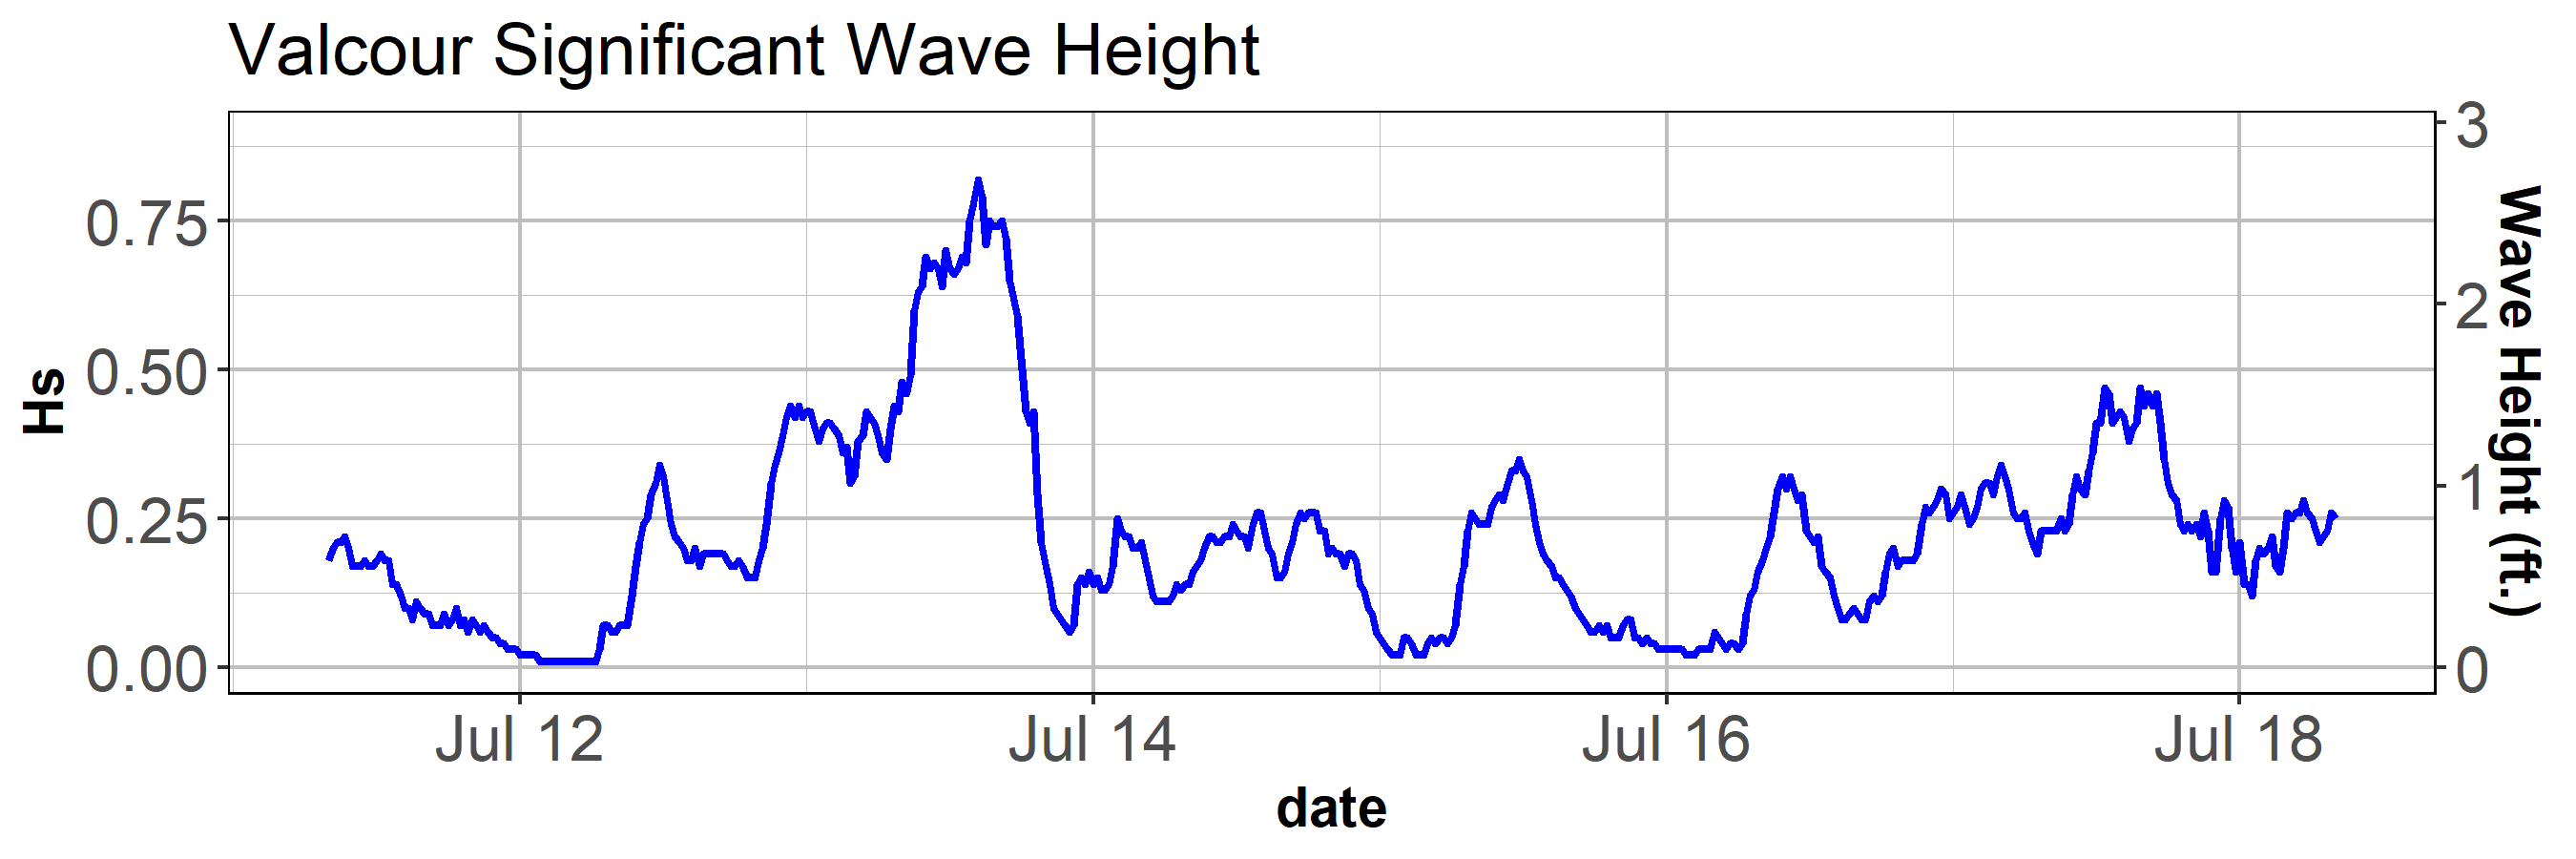 Valcour Significant Wave Height
Hs
0.75
0.50
0.25
0.00
3
2
1
0
Wave Height (ft.)
Jul 12
Jul 14
Jul 16
Jul 18
date